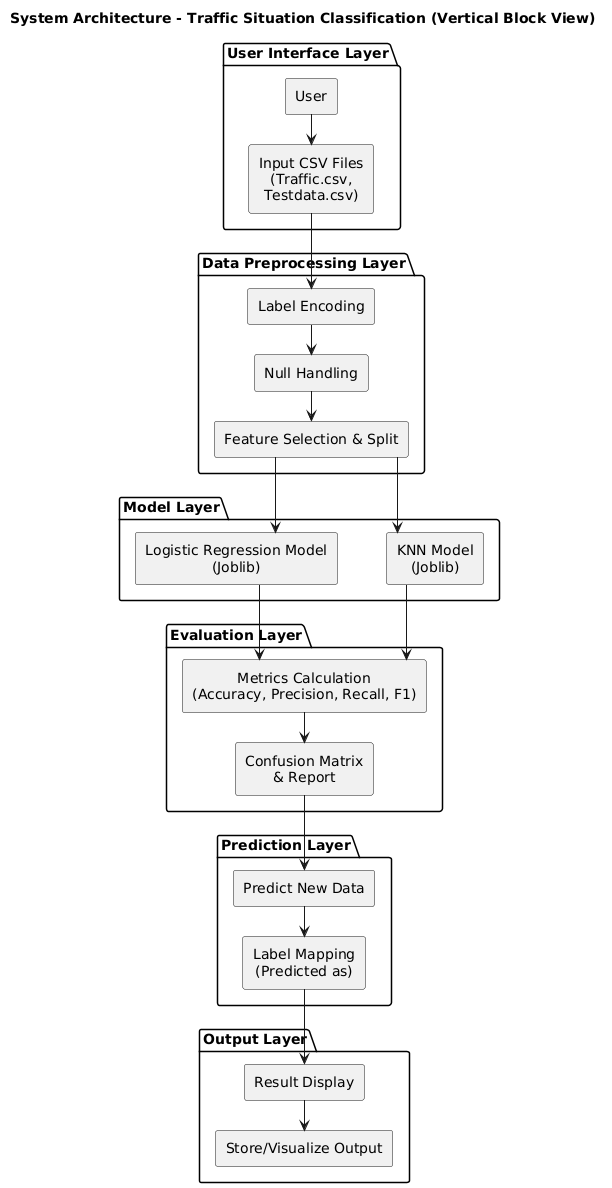 System Architecture - Traffic Situation Classification (Vertical Block View)
User Interface Layer
User
Input CSV Files
(Traffic.csv,
Testdata.csv)
Data Preprocessing Layer
Label Encoding
Null Handling
Feature Selection & Split
Model Layer
Logistic Regression Model
(Joblib)
KNN Model
(Joblib)
Evaluation Layer
Metrics Calculation
(Accuracy, Precision, Recall, F1)
Confusion Matrix
& Report
Prediction Layer
Predict New Data
Label Mapping
(Predicted as)
Output Layer
Result Display
Store/Visualize Output